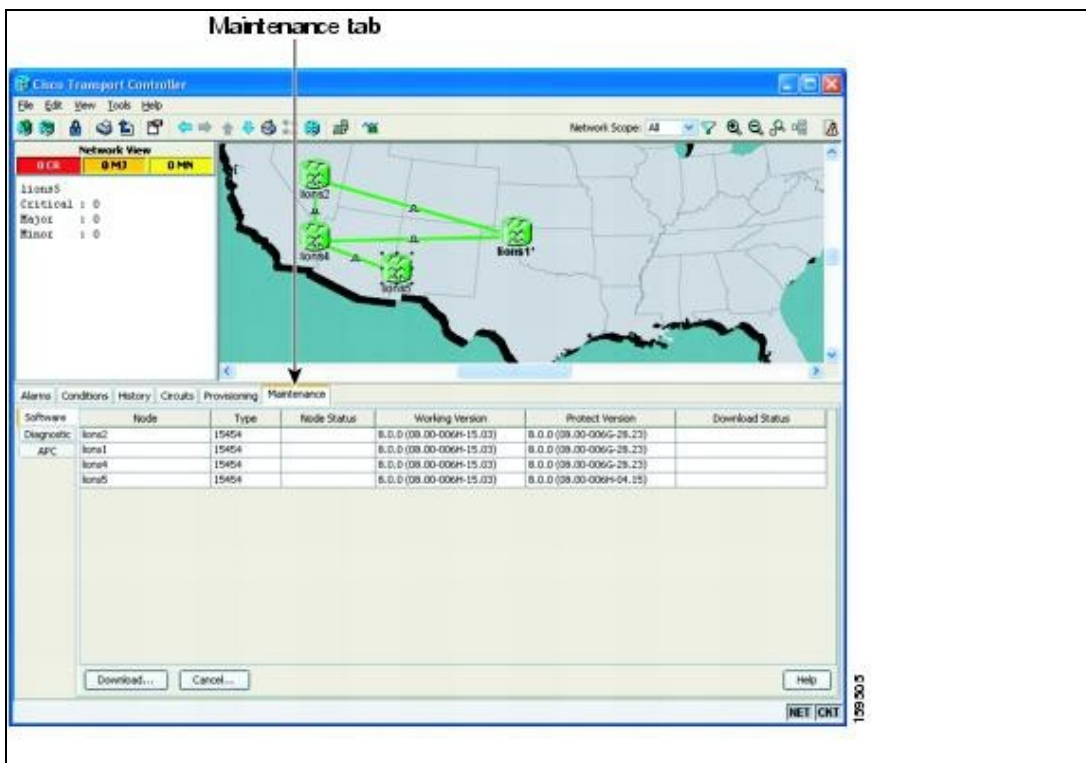 Maintenance tab
Cisco Transport Controller
File Edit View Tools Help
Network Scope: All
Network View
0 CR 0 MJ 0 MN
lions5
Critical : 0
Major : 0
Minor : 0
lions2
lions4
lions5
lions1*
Alarms Conditions History Circuits Provisioning Maintenance
Software
Diagnostic
APC
Node Type Node Status Working Version Protect Version Download Status
lions2 15454 8.0.0 (08.00-006H-15.03) 8.0.0 (08.00-006G-28.23)
lions1 15454 8.0.0 (08.00-006H-15.03) 8.0.0 (08.00-006G-28.23)
lions4 15454 8.0.0 (08.00-006H-15.03) 8.0.0 (08.00-006G-28.23)
lions5 15454 8.0.0 (08.00-006H-15.03) 8.0.0 (08.00-006H-04.15)
Download... Cancel... Help
NET CKT
159505